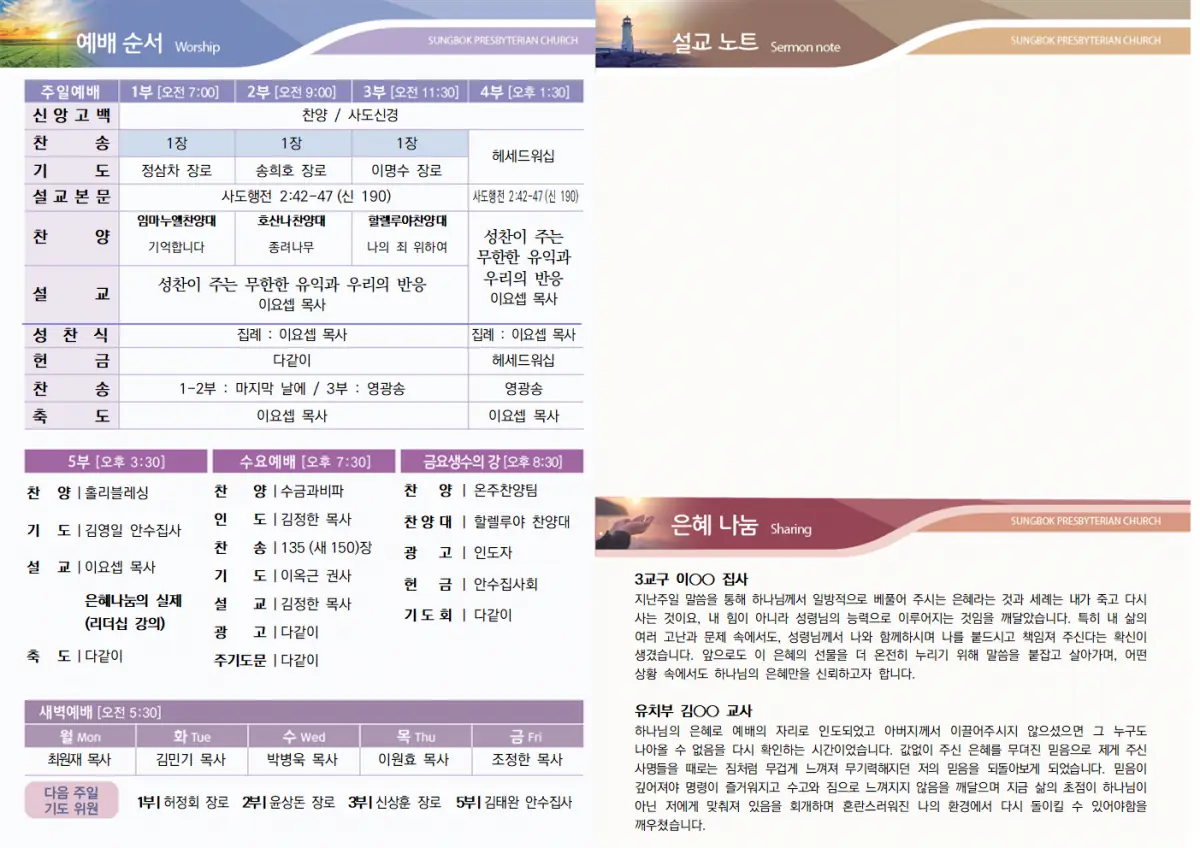 예배 순서 Worship
SUNGBOK PRESBYTERIAN CHURCH
주일예배 1부 [오전 7:00] 2부 [오전 9:00] 3부 [오전 11:30] 4부 [오후 1:30]
신 앙 고 백 찬양 / 사도신경
찬 송 1장 1장 1장 헤세드워십
기 도 정삼차 장로 송희호 장로 이명수 장로
설 교 본 문 사도행전 2:42-47 (신 190) 사도행전 2:42-47 (신 190)
찬 양 임마누엘찬양대 호산나찬양대 할렐루야찬양대
기억합니다 종려나무 나의 죄 위하여
성찬이 주는
무한한 유익과
우리의 반응
이요셉 목사
설 교 성찬이 주는 무한한 유익과 우리의 반응
이요셉 목사
성 찬 식 집례 : 이요셉 목사 집례 : 이요셉 목사
헌 금 다같이 헤세드워십
찬 송 1-2부 : 마지막 날에 / 3부 : 영광송 영광송
축 도 이요셉 목사 이요셉 목사
5부 [오후 3:30]
찬 양 | 홀리블레싱
기 도 | 김영일 안수집사
설 교 | 이요셉 목사
은혜나눔의 실제
(리더십 강의)
축 도 | 다같이
수요예배 [오후 7:30]
찬 양 | 수금과비파
인 도 | 김정한 목사
찬 송 | 135 (새 150)장
기 도 | 이옥근 권사
설 교 | 김정한 목사
광 고 | 다같이
주기도문 | 다같이
금요생수의 강 [오후 8:30]
찬 양 | 온주찬양팀
찬 양 대 | 할렐루야 찬양대
광 고 | 인도자
헌 금 | 안수집사회
기 도 회 | 다같이
새벽예배 [오전 5:30]
월 Mon 화 Tue 수 Wed 목 Thu 금 Fri
최원재 목사 김민기 목사 박병욱 목사 이원효 목사 조정한 목사
다음 주일
기도 위원
1부| 허정회 장로 2부| 윤상돈 장로 3부| 신상훈 장로 5부| 김태완 안수집사
설교 노트 Sermon note
SUNGBOK PRESBYTERIAN CHURCH
은혜 나눔 Sharing
SUNGBOK PRESBYTERIAN CHURCH
3교구 이○○ 집사
지난주일 말씀을 통해 하나님께서 일방적으로 베풀어 주시는 은혜라는 것과 세례는 내가 죽고 다시
사는 것이요, 내 힘이 아니라 성령님의 능력으로 이루어지는 것임을 깨달았습니다. 특히 내 삶의
여러 고난과 문제 속에서도, 성령님께서 나와 함께하시며 나를 붙드시고 책임져 주신다는 확신이
생겼습니다. 앞으로도 이 은혜의 선물을 더 온전히 누리기 위해 말씀을 붙잡고 살아가며, 어떤
상황 속에서도 하나님의 은혜만을 신뢰하고자 합니다.
유치부 김○○ 교사
하나님의 은혜로 예배의 자리로 인도되었고 아버지께서 이끌어주시지 않으셨으면 그 누구도
나아올 수 없음을 다시 확인하는 시간이었습니다. 값없이 주신 은혜를 무뎌진 믿음으로 제게 주신
사명들을 때로는 짐처럼 무겁게 느껴져 무기력해지던 저의 믿음을 되돌아보게 되었습니다. 믿음이
깊어져야 명령이 즐거워지고 수고와 짐으로 느껴지지 않음을 깨달으며 지금 삶의 초점이 하나님이
아닌 저에게 맞춰져 있음을 회개하며 혼란스러워진 나의 환경에서 다시 돌이킬 수 있어야함을
깨우쳤습니다.